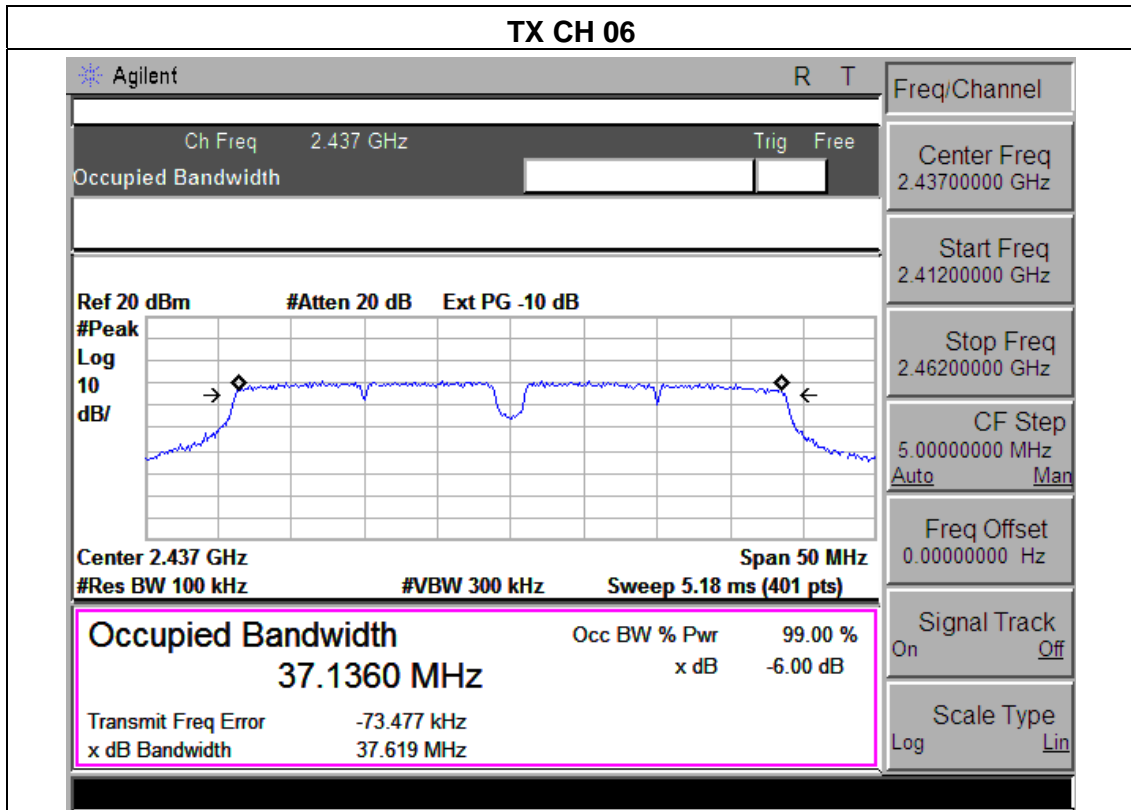 TX CH 06
Agilent R T
Freq/Channel
Ch Freq 2.437 GHz Trig Free
Occupied Bandwidth
Center Freq
2.43700000 GHz
Start Freq
2.41200000 GHz
Stop Freq
2.46200000 GHz
CF Step
5.00000000 MHz
Auto Man
Freq Offset
0.00000000 Hz
Signal Track
On Off
Scale Type
Log Lin
Ref 20 dBm #Atten 20 dB Ext PG -10 dB
#Peak
Log
10
dB/
Center 2.437 GHz Span 50 MHz
#Res BW 100 kHz #VBW 300 kHz Sweep 5.18 ms (401 pts)
Occupied Bandwidth Occ BW % Pwr 99.00 %
37.1360 MHz x dB -6.00 dB
Transmit Freq Error -73.477 kHz
x dB Bandwidth 37.619 MHz